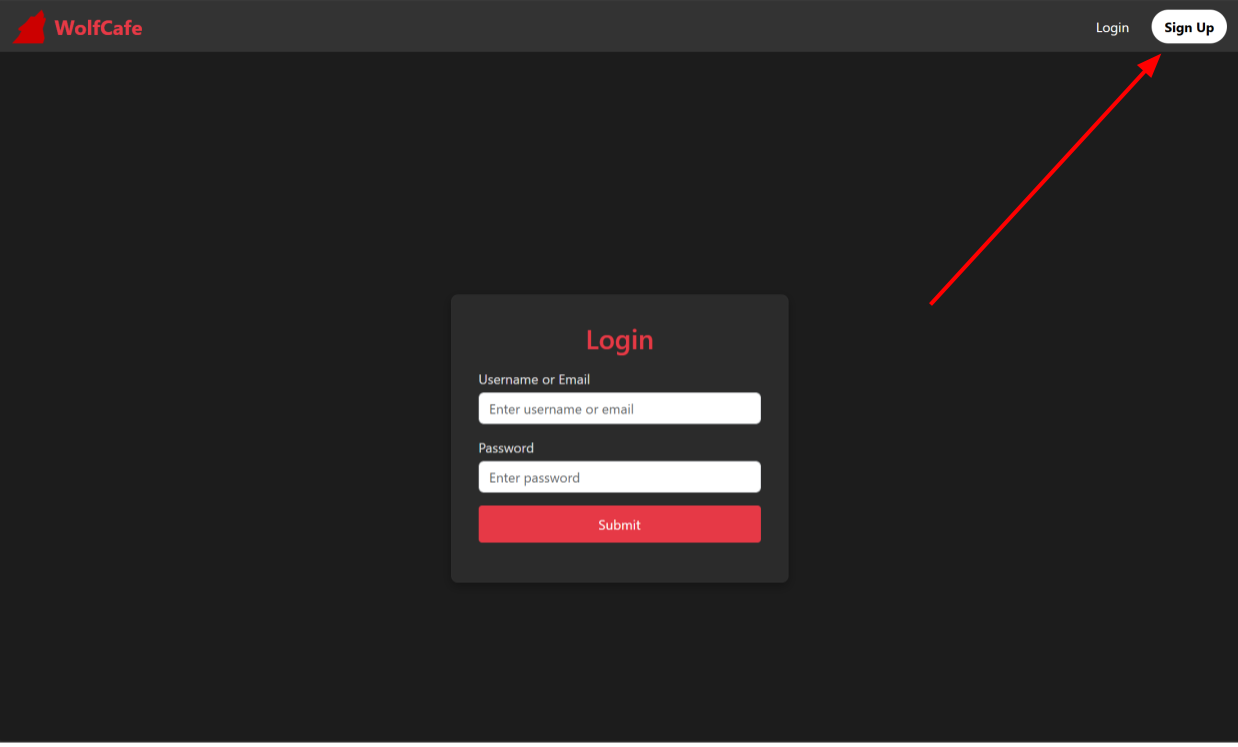 WolfCafe
Login
Sign Up
Login
Username or Email
Enter username or email
Password
Enter password
Submit